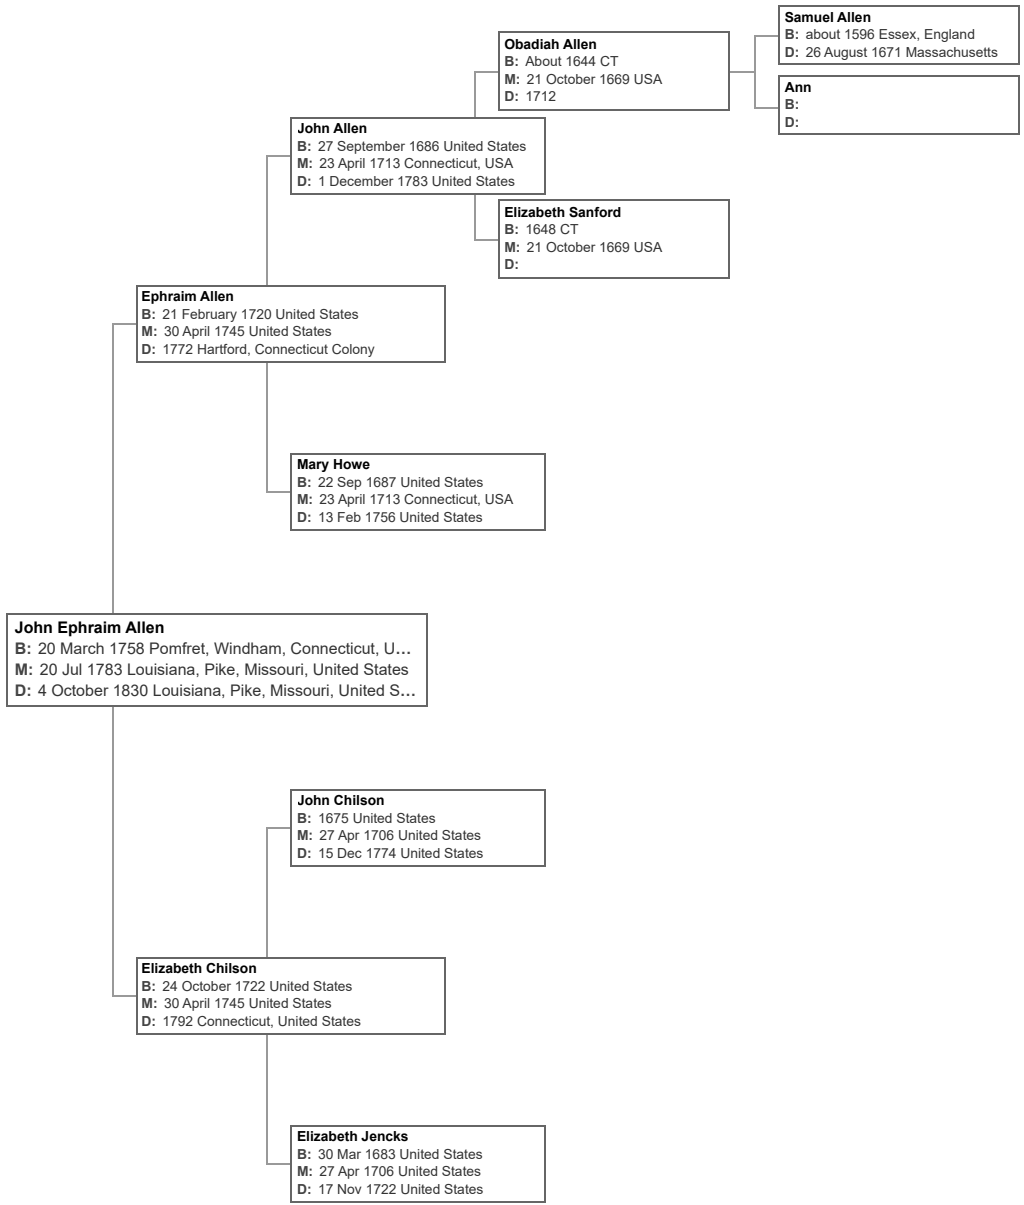 Samuel Allen
B: about 1596 Essex, England
D: 26 August 1671 Massachusetts
Obadiah Allen
B: About 1644 CT
M: 21 October 1669 USA
D: 1712
Ann
B:
D:
John Allen
B: 27 September 1686 United States
M: 23 April 1713 Connecticut, USA
D: 1 December 1783 United States
Elizabeth Sanford
B: 1648 CT
M: 21 October 1669 USA
D:
Ephraim Allen
B: 21 February 1720 United States
M: 30 April 1745 United States
D: 1772 Hartford, Connecticut Colony
Mary Howe
B: 22 Sep 1687 United States
M: 23 April 1713 Connecticut, USA
D: 13 Feb 1756 United States
John Ephraim Allen
B: 20 March 1758 Pomfret, Windham, Connecticut, U...
M: 20 Jul 1783 Louisiana, Pike, Missouri, United States
D: 4 October 1830 Louisiana, Pike, Missouri, United S...
John Chilson
B: 1675 United States
M: 27 Apr 1706 United States
D: 15 Dec 1774 United States
Elizabeth Chilson
B: 24 October 1722 United States
M: 30 April 1745 United States
D: 1792 Connecticut, United States
Elizabeth Jencks
B: 30 Mar 1683 United States
M: 27 Apr 1706 United States
D: 17 Nov 1722 United States